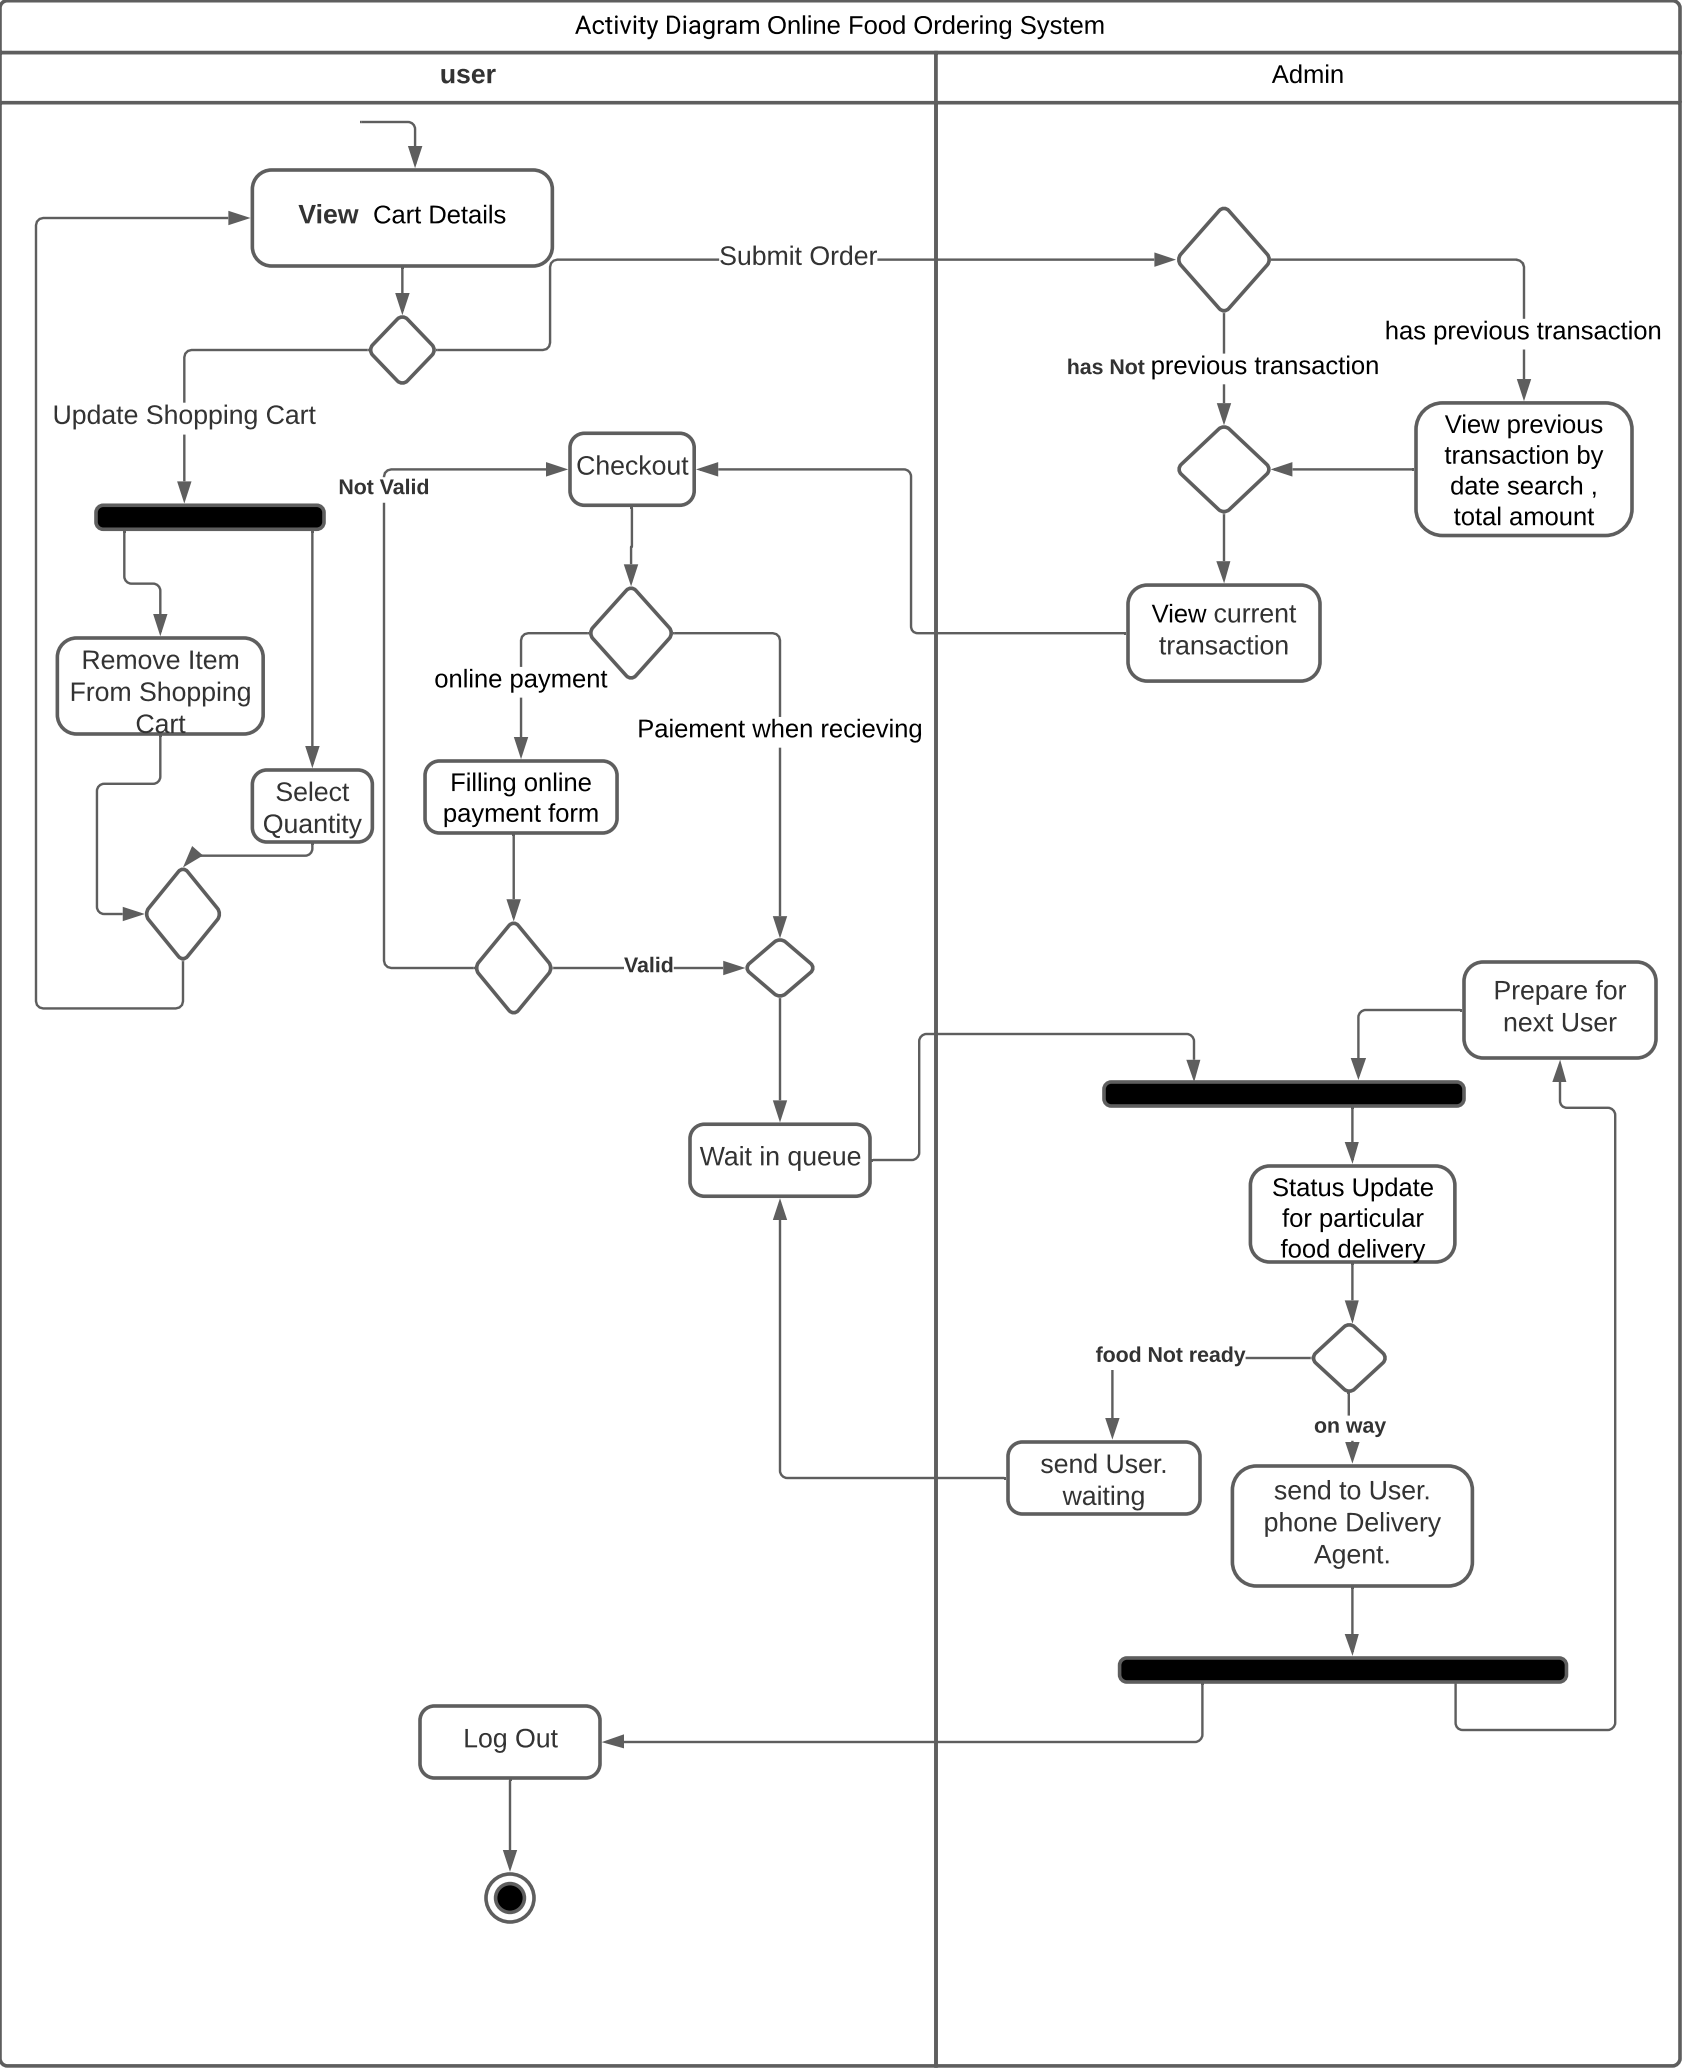 Activity Diagram Online Food Ordering System
user
Admin
View Cart Details
Submit Order
has previous transaction
has Not previous transaction
Update Shopping Cart
View previous
transaction by
date search ,
total amount
Checkout
Not Valid
View current
transaction
Remove Item
From Shopping
Cart
online payment
Paiement when recieving
Filling online
payment form
Select
Quantity
Valid
Prepare for
next User
Wait in queue
Status Update
for particular
food delivery
food Not ready
on way
send User.
waiting
send to User.
phone Delivery
Agent.
Log Out